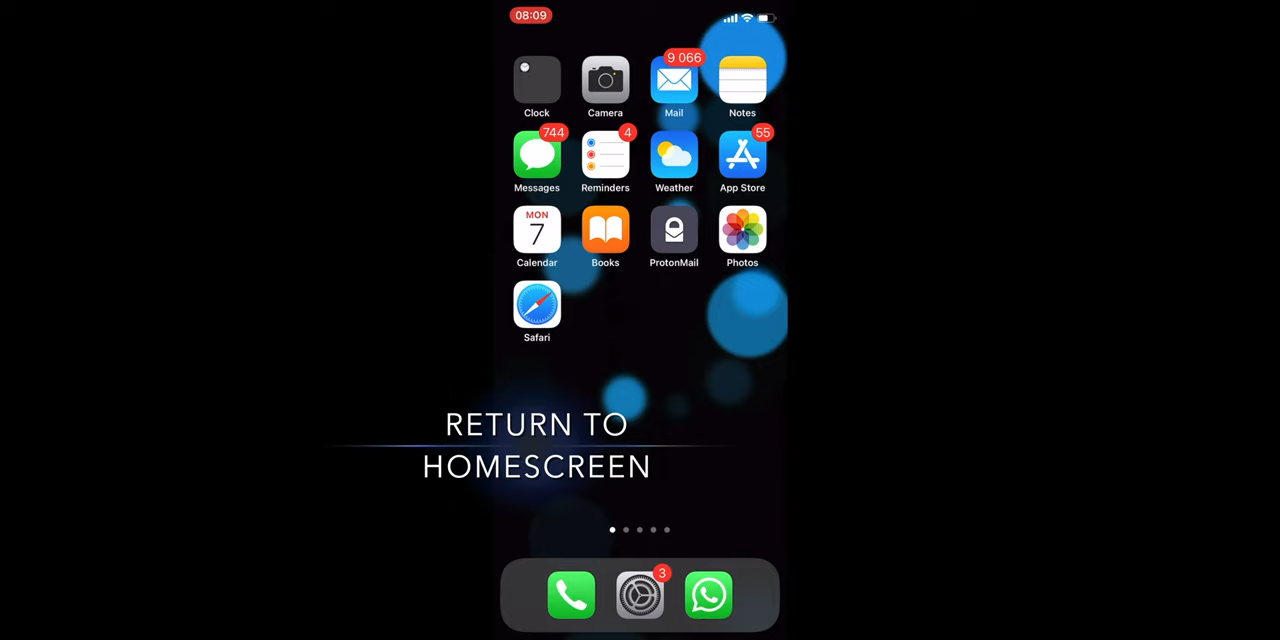 08:09
9 066
Clock
Camera
Mail
Notes
744
4
55
Messages
Reminders
Weather
App Store
MON
7
Calendar
Books
ProtonMail
Photos
Safari
RETURN TO
HOMESCREEN
3